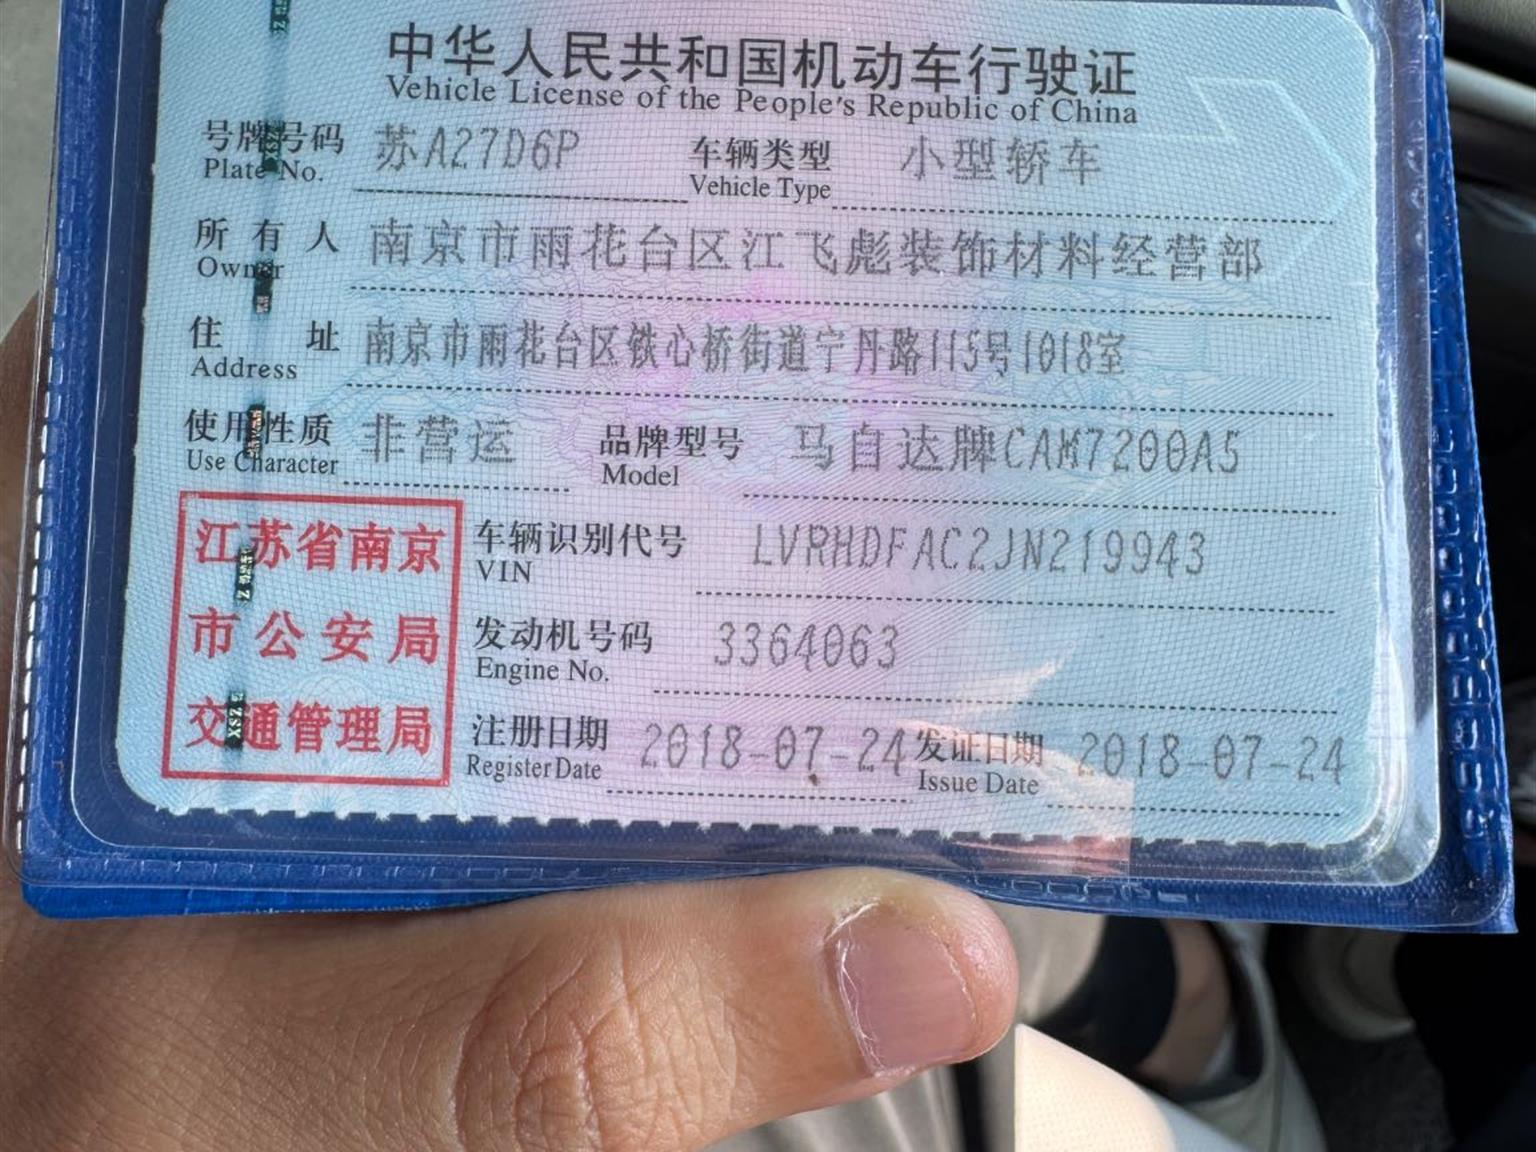 中华人民共和国机动车行驶证
Vehicle License of the People's Republic of China
号牌号码 苏A27D6P 车辆类型 小型轿车
Plate No. Vehicle Type
所有人 南京市雨花台区江飞彪装饰材料经营部
Owner
住址 南京市雨花台区铁心桥街道宁丹路115号1018室
Address
使用性质 非营运 品牌型号 马自达牌CAM7200A5
Use Character Model
江苏省南京
市公安局
交通管理局
车辆识别代号 LVRHDFAC2JN219943
VIN
发动机号码 3364063
Engine No.
注册日期 2018-07-24 发证日期 2018-07-24
Register Date Issue Date